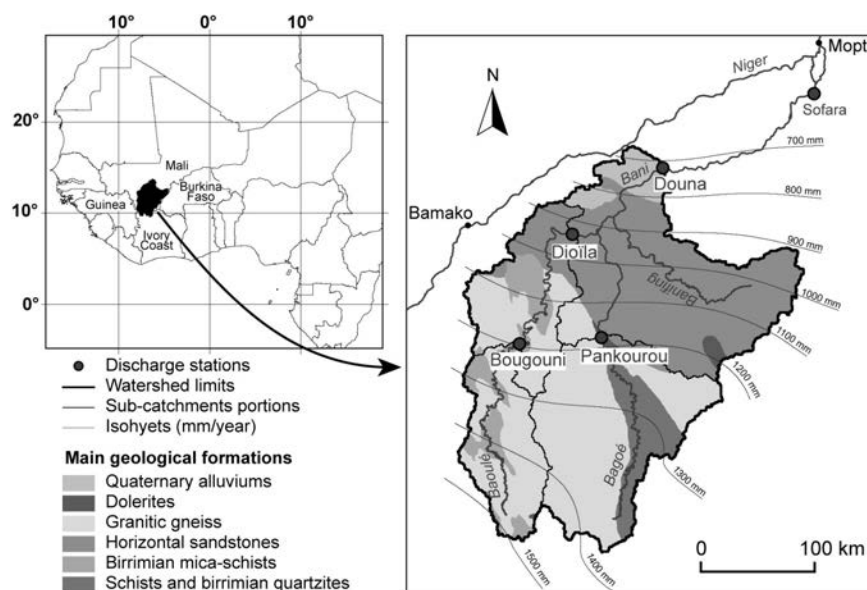 10° 0° 10°
20°
10°
0°
Mali
Burkina
Faso
Guinea
Ivory
Coast
Discharge stations
Watershed limits
Sub-catchments portions
Isohyets (mm/year)
Main geological formations
Quaternary alluviums
Dolerites
Granitic gneiss
Horizontal sandstones
Birrimian mica-schists
Schists and birrimian quartzites
N
Mopt
Niger
Sofara
700 mm
Bani
Douna
800 mm
Bamako
900 mm
Dioïla
Banifing
1000 mm
1100 mm
Bougouni
Pankourou
1200 mm
Baoulé
Bagoé
1300 mm
1400 mm
1500 mm
0 100 km